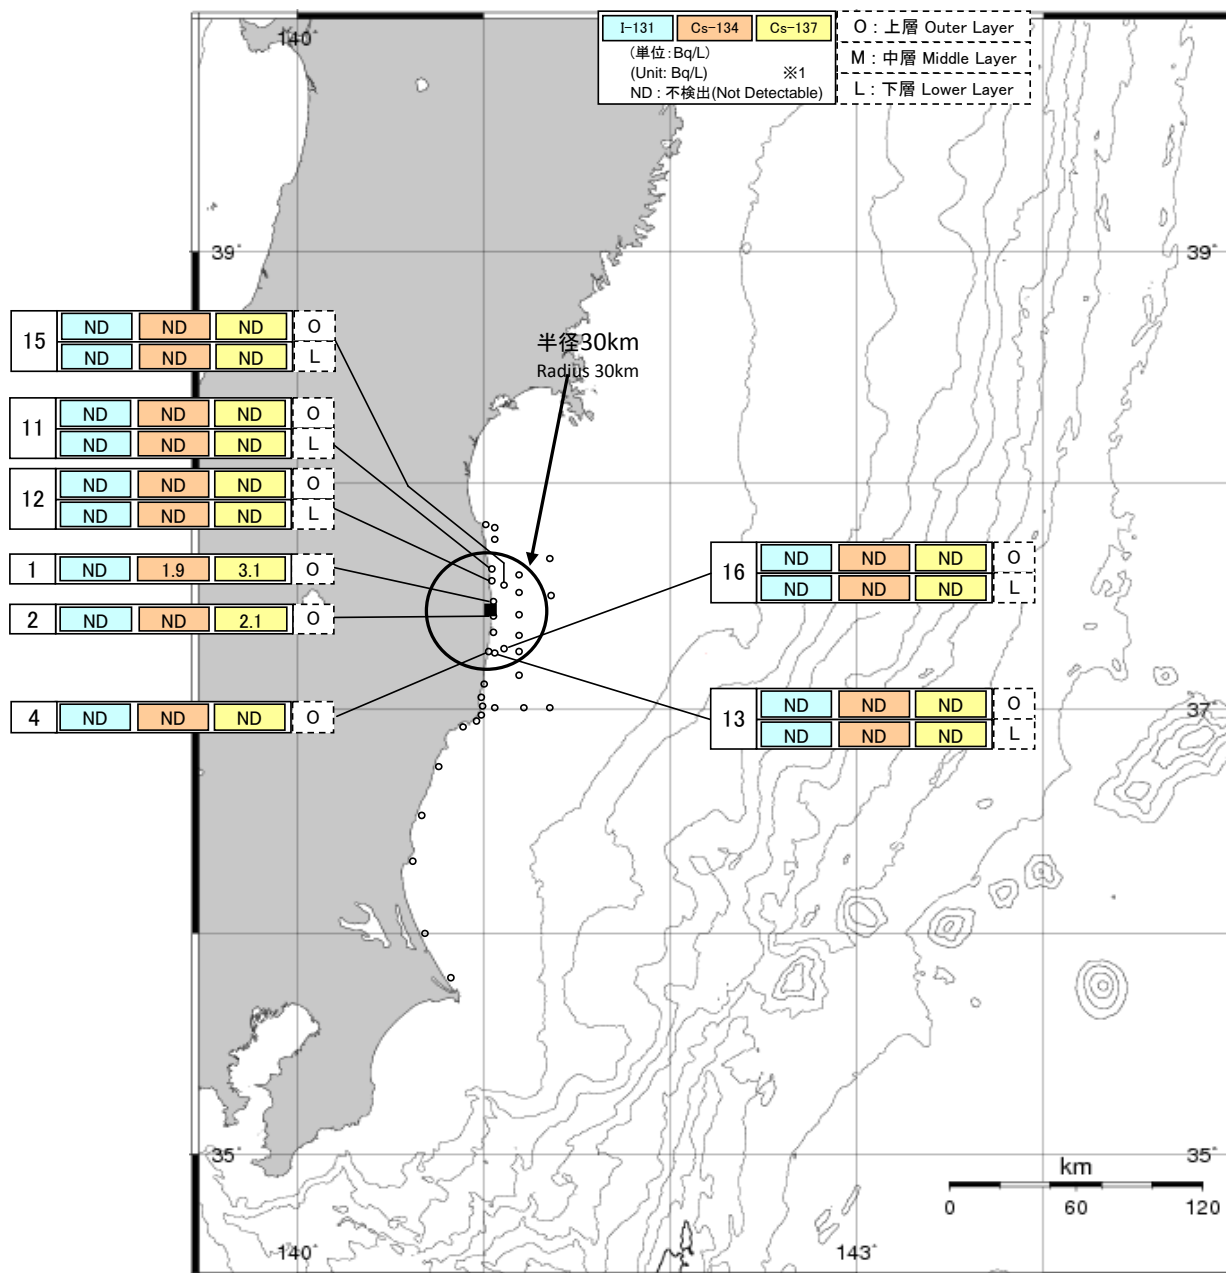 140°
I-131 Cs-134 Cs-137
(単位:Bq/L)
(Unit: Bq/L) ※1
ND : 不検出(Not Detectable)
O : 上層 Outer Layer
M : 中層 Middle Layer
L : 下層 Lower Layer
39° 39°
15 ND ND ND O
ND ND ND L
半径30km
Radius 30km
11 ND ND ND O
ND ND ND L
12 ND ND ND O
ND ND ND L
1 ND 1.9 3.1 O
2 ND ND 2.1 O
4 ND ND ND O
16 ND ND ND O
ND ND ND L
13 ND ND ND O
ND ND ND L
37°
35° 35°
km
0 60 120
140° 143°